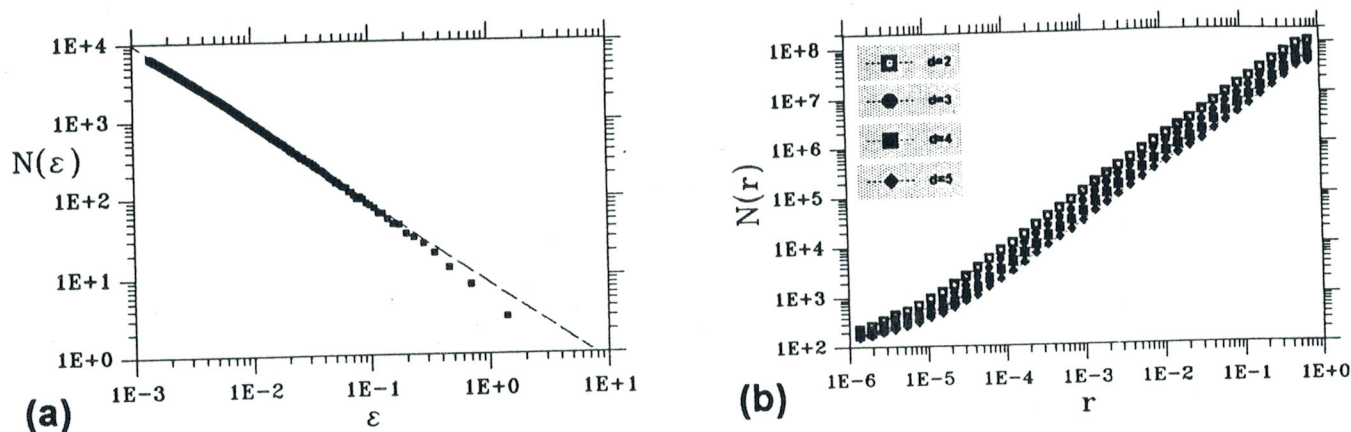 1E+4
1E+3
N(ε)
1E+2
1E+1
1E+0
1E-3 1E-2 1E-1 1E+0 1E+1
(a)
ε
1E+8
1E+7
1E+6
N(r)
1E+5
1E+4
1E+3
1E+2
d=2
d=3
d=4
d=5
1E-6 1E-5 1E-4 1E-3 1E-2 1E-1 1E+0
(b)
r